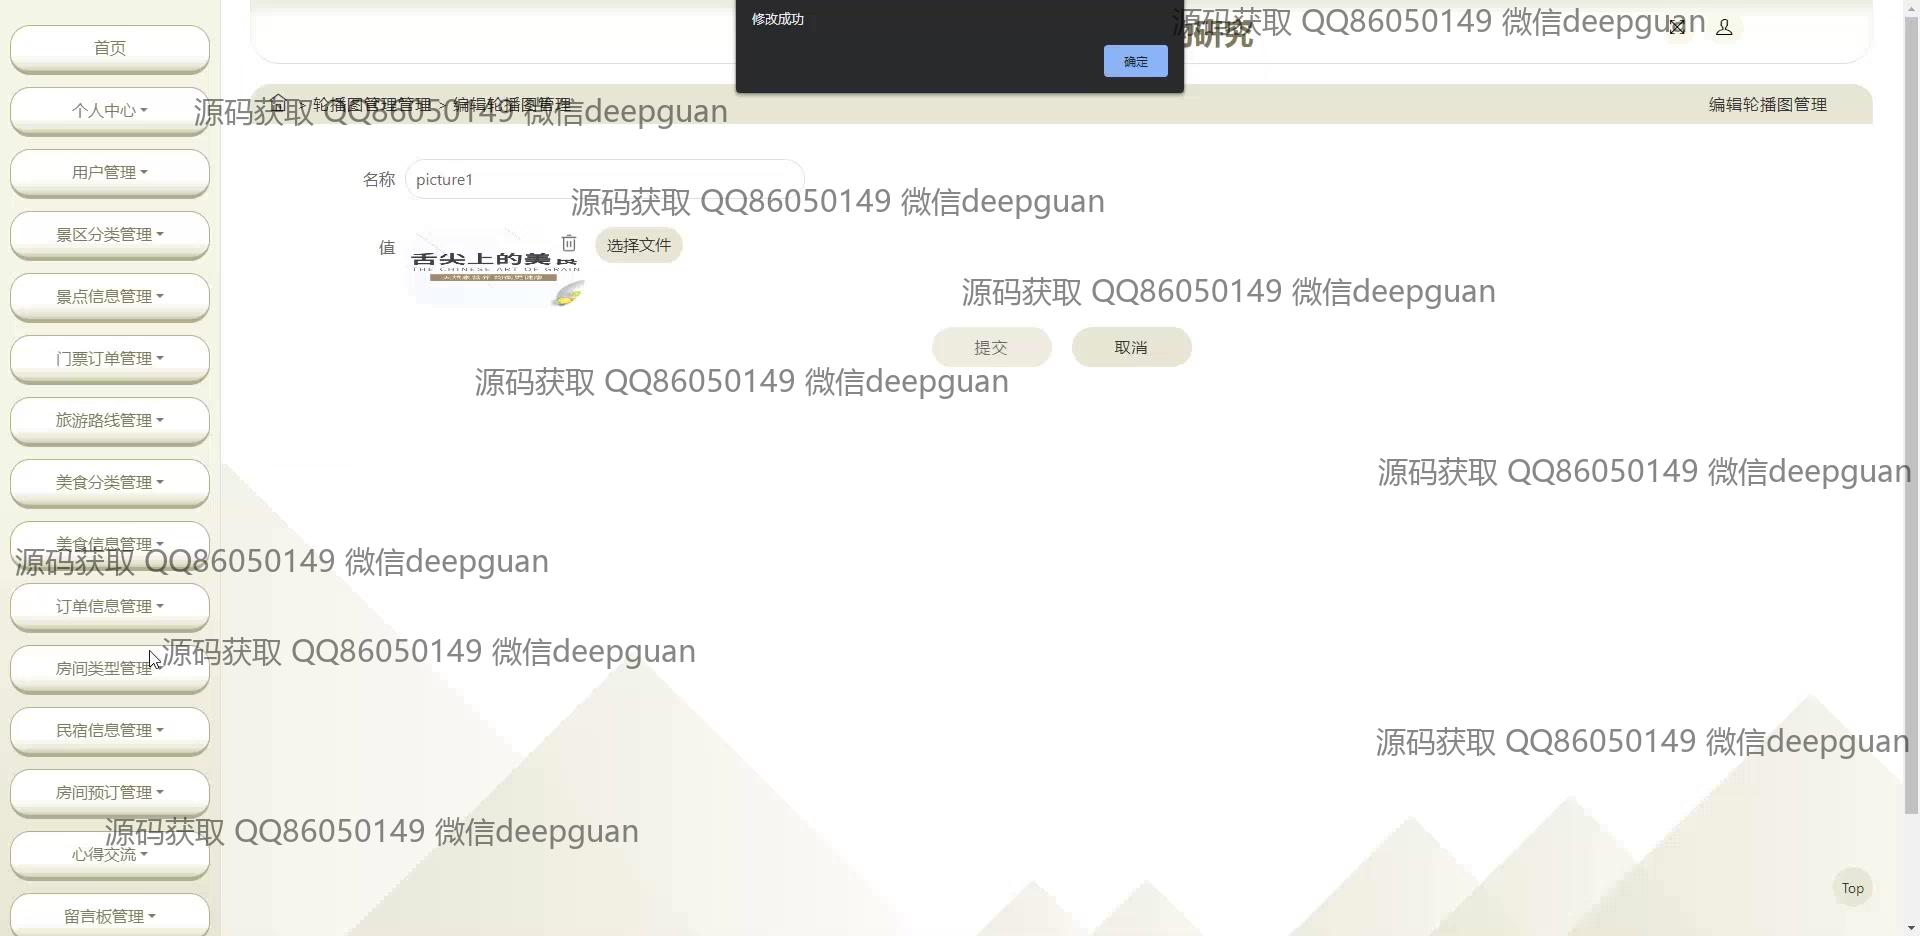 修改成功
确定
研究
源码获取 QQ86050149 微信deepguan
首页
个人中心
轮播图管理管理 > 编辑轮播图管理
编辑轮播图管理
源码获取 QQ86050149 微信deepguan
用户管理
名称
picture1
源码获取 QQ86050149 微信deepguan
景区分类管理
值
舌尖上的美食
THE CHINESE ART OF GRAIN
选择文件
景点信息管理
源码获取 QQ86050149 微信deepguan
门票订单管理
提交
取消
源码获取 QQ86050149 微信deepguan
旅游路线管理
美食分类管理
源码获取 QQ86050149 微信deepguan
美食信息管理
源码获取 QQ86050149 微信deepguan
订单信息管理
房间类型管理
源码获取 QQ86050149 微信deepguan
民宿信息管理
源码获取 QQ86050149 微信deepguan
房间预订管理
源码获取 QQ86050149 微信deepguan
心得交流
Top
留言板管理